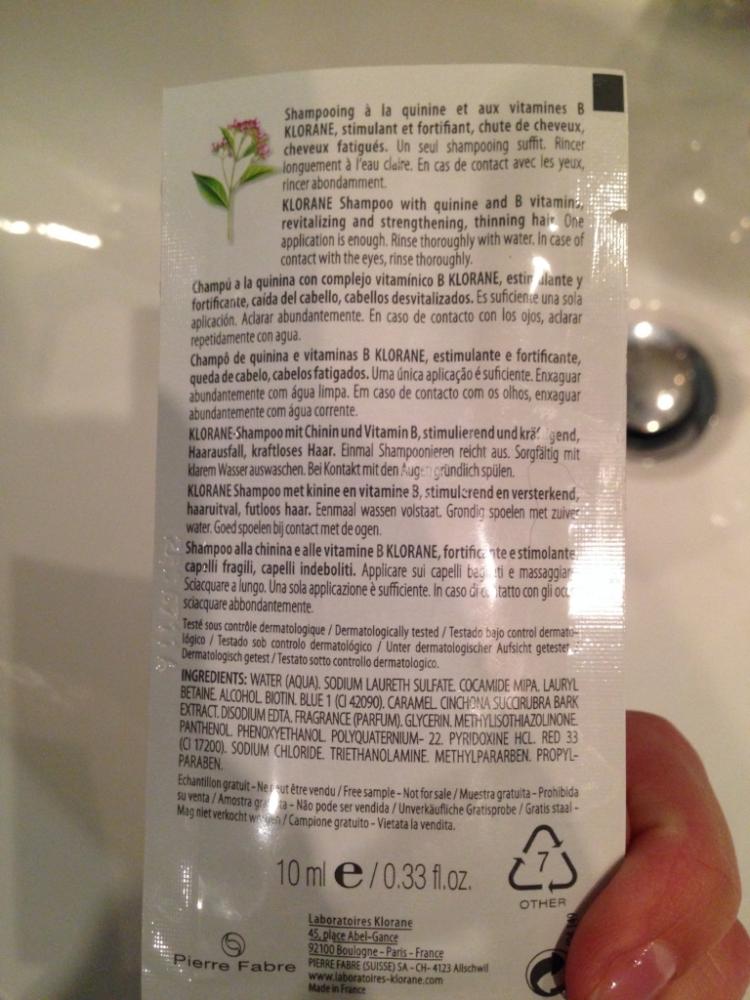 Shampooing à la quinine et aux vitamines B
KLORANE, stimulant et fortifiant, chute de cheveux,
cheveux fatigués. Un seul shampooing suffit. Rincer
longuement à l'eau claire. En cas de contact avec les yeux,
rincer abondamment.
KLORANE Shampoo with quinine and B vitamins,
revitalizing and strengthening, thinning hair. One
application is enough. Rinse thoroughly with water. In case of
contact with the eyes, rinse thoroughly.
Champú a la quinina con complejo vitamínico B KLORANE, y
fortificante, caída del cabello, cabellos desvitalizados. Es suficiente una sola
aplicación. Aclarar abundantemente. En caso de contacto con los ojos, aclarar
repetidamente con agua.
Champô de quinina e vitaminas B KLORANE, estimulante e fortificante,
queda de cabelo, cabelos fatigados. Uma única aplicação é suficiente. Enxaguar
abundantemente com água limpa. Em caso de contacto com os olhos, enxaguar
abundantemente com água corrente.
KLORANE-Shampoo mit Chinin und Vitamin B, stimulierend und
Haarausfall, kraftloses Haar. Einmal Shampoonieren reicht aus. Sorgfältig mit
klarem Wasser auswaschen. Bei Kontakt mit den Augen gründlich spülen.
KLORANE Shampoo met kinine en vitamine B, stimulerend en versterkend,
haaruitval, futloos haar. Eenmaal wassen volstaat. Grondig spoelen met zuiver
water. Goed spoelen bij contact met de ogen.
Shampoo alla chinina e alle vitamine B KLORANE, e stimolante,
capelli fragili, capelli indeboliti. Applicare sui capelli e
Sciacquare a lungo. Una sola applicazione è sufficiente. In caso di con gli
sciacquare abbondantemente.
Testé sous contrôle dermatologique / Dermatologically tested / Testado bajo control dermato-
lógico / Testado sob controlo dermatológico / Unter dermatologischer Aufsicht getestet
Dermatologisch getest / Testato sotto controllo dermatologico.
INGREDIENTS: WATER (AQUA). SODIUM LAURETH SULFATE. COCAMIDE MIPA. LAURYL
BETAINE. ALCOHOL. BIOTIN. BLUE 1 (CI 42090). CARAMEL. CINCHONA SUCCIRUBRA BARK
EXTRACT. DISODIUM EDTA. FRAGRANCE (PARFUM). GLYCERIN. METHYLISOTHIAZOLINONE.
PANTHENOL. PHENOXYETHANOL. POLYQUATERNIUM- 22. PYRIDOXINE HCL. RED 33
(CI 17200). SODIUM CHLORIDE. TRIETHANOLAMINE. METHYLPARARBEN. PROPYL-
PARABEN.
Echantillon gratuit - Ne peut être vendu / Free sample - Not for sale / Muestra gratuita - Prohibida
su venta / Amostra - Não pode ser vendida / Unverkäufliche Gratisprobe / Gratis staal -
Mag niet verkocht / Campione gratuito - Vietata la vendita.
10 ml e / 0.33 fl.oz.
7
OTHER
Pierre Fabre
Laboratoires Klorane
45, place Abel-Gance
92100 Boulogne - Paris - France
PIERRE FABRE (SUISSE) SA - CH- 4123 Allschwil
www.laboratoires-klorane.com
Made in France